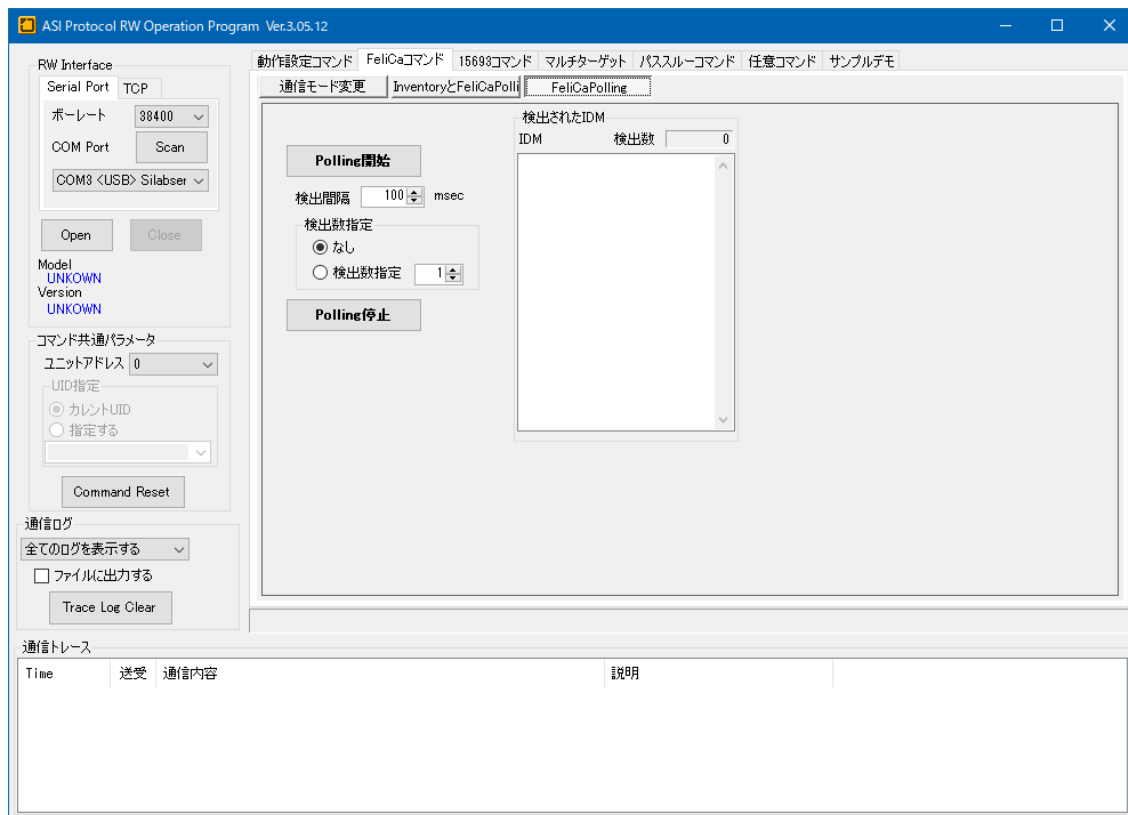 ASI Protocol RW Operation Program Ver.3.05.12
RW Interface
Serial Port TCP
ボーレート 38400
COM Port Scan
COM3 <USB> Silabser
Open Close
Model
UNKOWN
Version
UNKOWN
コマンド共通パラメータ
ユニットアドレス 0
UID指定
カレントUID
指定する
Command Reset
通信ログ
全てのログを表示する
ファイルに出力する
Trace Log Clear
動作設定コマンド FeliCaコマンド 15693コマンド マルチターゲット パススルーコマンド 任意コマンド サンプルデモ
通信モード変更 InventoryとFeliCaPolli FeliCaPolling
Polling開始
検出間隔 100 msec
検出数指定
なし
検出数指定 1
Polling停止
検出されたIDM
IDM 検出数 0
通信トレース
Time 送受 通信内容 説明